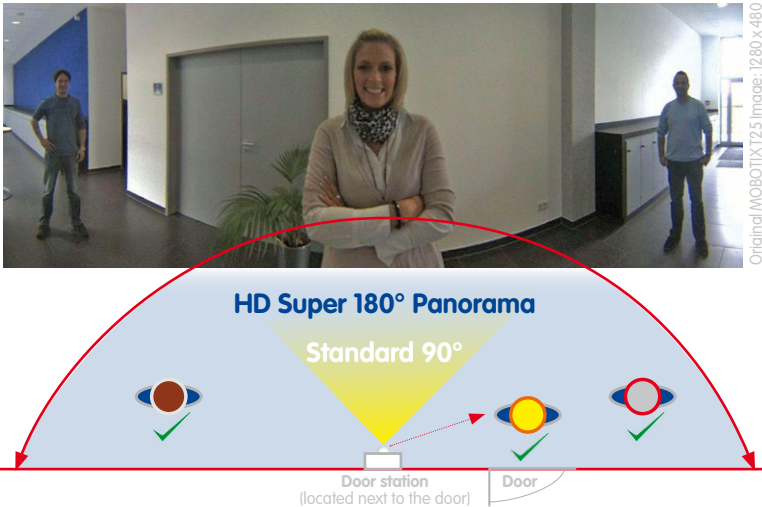 Original MOBOTIX T25 Image: 1280 x 480
HD Super 180° Panorama
Standard 90°
Door station
(located next to the door)
Door